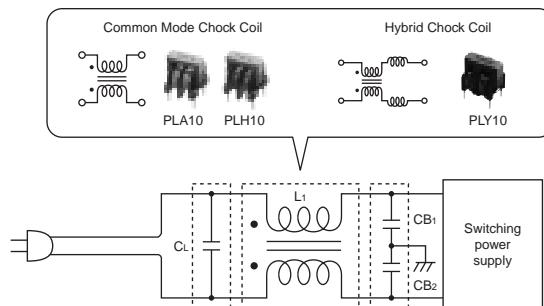 Common Mode Chock Coil
Hybrid Chock Coil
PLA10
PLH10
PLY10
L1
CL
CB1
CB2
Switching
power
supply